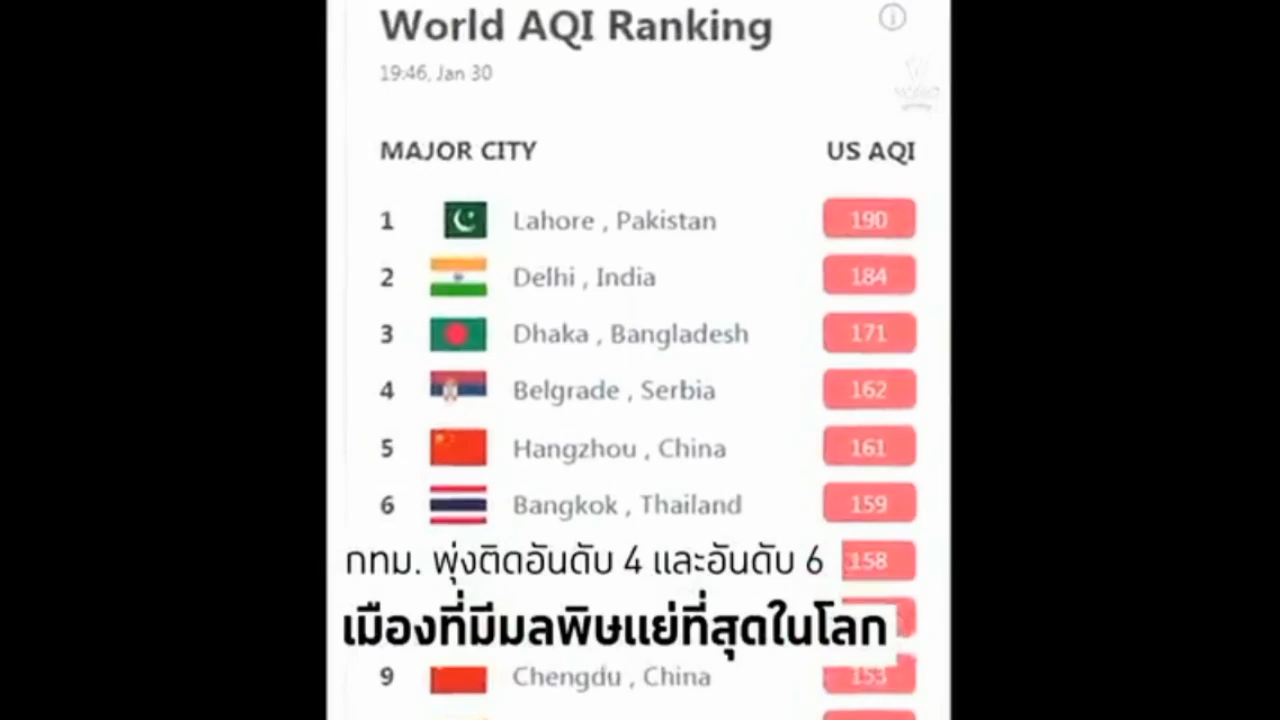 World AQI Ranking
19:46, Jan 30
MAJOR CITY US AQI
1 Lahore , Pakistan 190
2 Delhi , India 184
3 Dhaka , Bangladesh 171
4 Belgrade , Serbia 162
5 Hangzhou , China 161
6 Bangkok , Thailand 159
กทม. พุ่งติดอันดับ 4 และอันดับ 6 158
เมืองที่มีมลพิษแย่ที่สุดในโลก
9 Chengdu , China 153